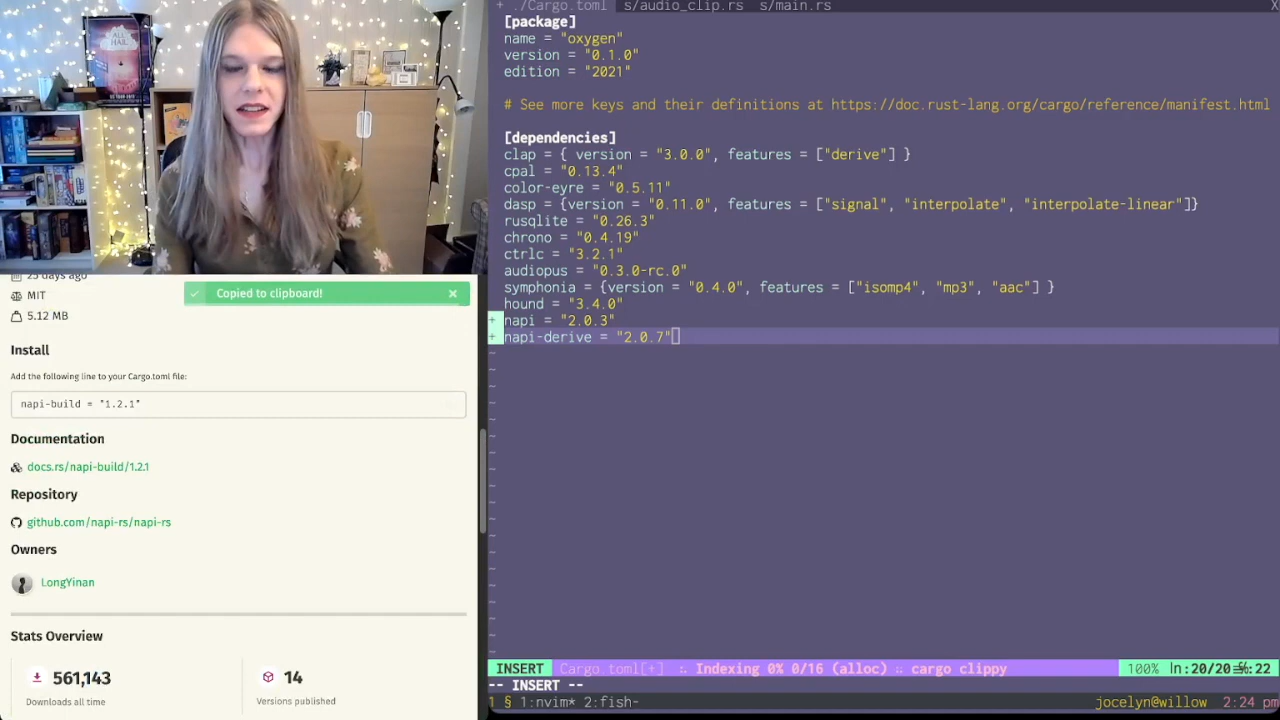 ALL
HAIL
25 days ago
MIT
5.12 MB
Copied to clipboard!
Install
Add the following line to your Cargo.toml file:
napi-build = "1.2.1"
Documentation
docs.rs/napi-build/1.2.1
Repository
github.com/napi-rs/napi-rs
Owners
LongYinan
Stats Overview
561,143
Downloads all time
14
Versions published
+ ./Cargo.toml s/audio_clip.rs s/main.rs X
[package]
name = "oxygen"
version = "0.1.0"
edition = "2021"
# See more keys and their definitions at https://doc.rust-lang.org/cargo/reference/manifest.html
[dependencies]
clap = { version = "3.0.0", features = ["derive"] }
cpal = "0.13.4"
color-eyre = "0.5.11"
dasp = {version = "0.11.0", features = ["signal", "interpolate", "interpolate-linear"]}
rusqlite = "0.26.3"
chrono = "0.4.19"
ctrlc = "3.2.1"
audiopus = "0.3.0-rc.0"
symphonia = {version = "0.4.0", features = ["isomp4", "mp3", "aac"] }
hound = "3.4.0"
+ napi = "2.0.3"
+ napi-derive = "2.0.7"
INSERT Cargo.toml[+] :. Indexing 0% 0/16 (alloc) :: cargo clippy 100% ln:20/20 :22
-- INSERT --
1 § 1:nvim* 2:fish- jocelyn@willow 2:24 pm